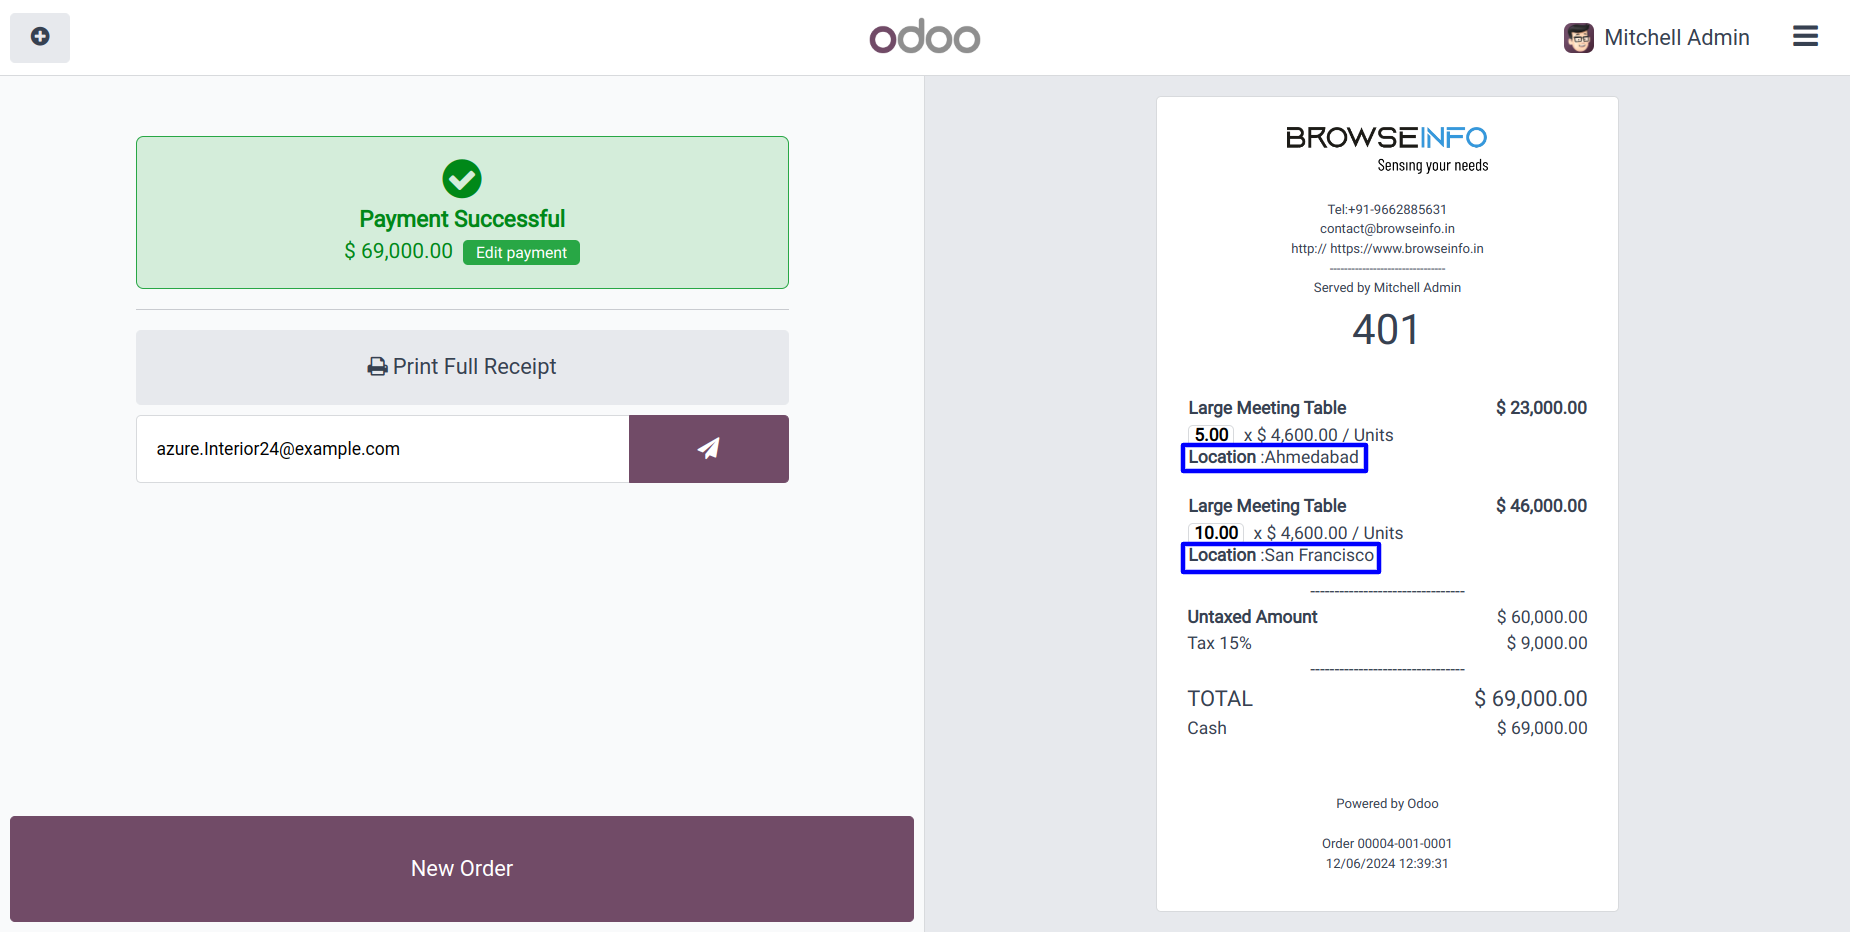 odoo
Mitchell Admin
Payment Successful
$ 69,000.00 Edit payment
Print Full Receipt
azure.Interior24@example.com
New Order
BROWSEINFO
Sensing your needs
Tel:+91-9662885631
contact@browseinfo.in
http:// https://www.browseinfo.in
--------------------------------
Served by Mitchell Admin
401
Large Meeting Table $ 23,000.00
5.00 x $ 4,600.00 / Units
Location :Ahmedabad
Large Meeting Table $ 46,000.00
10.00 x $ 4,600.00 / Units
Location :San Francisco
--------------------------------
Untaxed Amount $ 60,000.00
Tax 15% $ 9,000.00
--------------------------------
TOTAL $ 69,000.00
Cash $ 69,000.00
Powered by Odoo
Order 00004-001-0001
12/06/2024 12:39:31